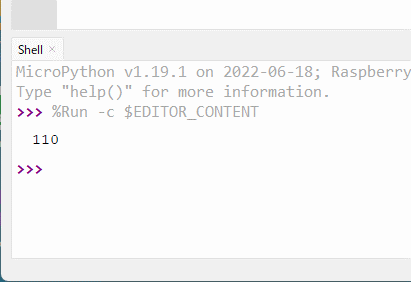 Shell ×
MicroPython v1.19.1 on 2022-06-18; Raspberry
Type "help()" for more information.
>>> %Run -c $EDITOR_CONTENT
110
>>>